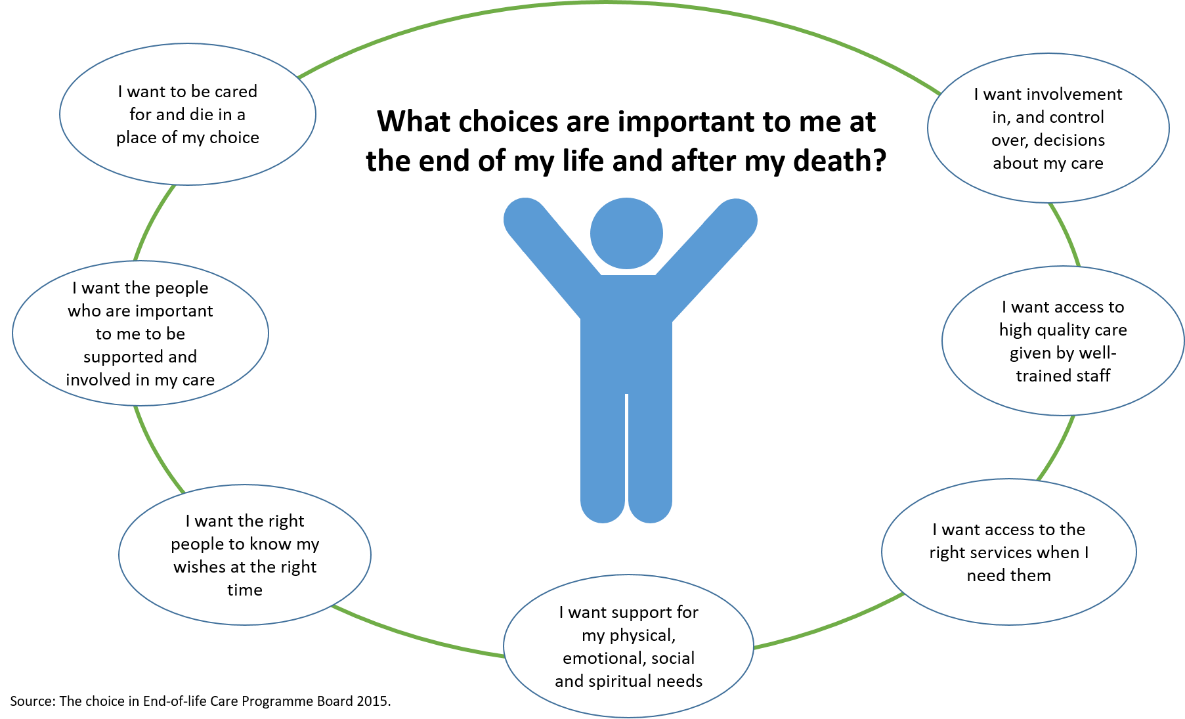 What choices are important to me at
the end of my life and after my death?
I want to be cared
for and die in a
place of my choice
I want involvement
in, and control
over, decisions
about my care
I want the people
who are important
to me to be
supported and
involved in my care
I want access to
high quality care
given by well-
trained staff
I want the right
people to know my
wishes at the right
time
I want access to the
right services when I
need them
I want support for
my physical,
emotional, social
and spiritual needs
Source: The choice in End-of-life Care Programme Board 2015.